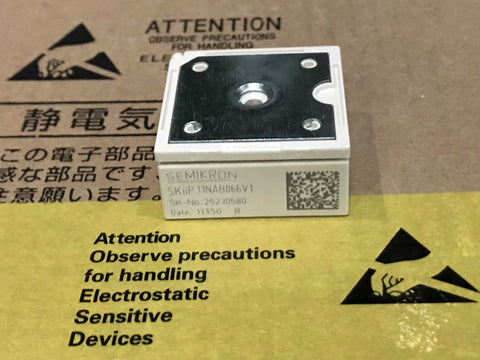 ATTENTION
OBSERVE PRECAUTIONS
FOR HANDLING
静電気
この電子部品
感な部品です
意願います.
SEMIKRON
SKiiP 11NAB066V1
SK-No. 25230580
Date: 11350 R
Attention
Observe precautions
for handling
Electrostatic
Sensitive
Devices